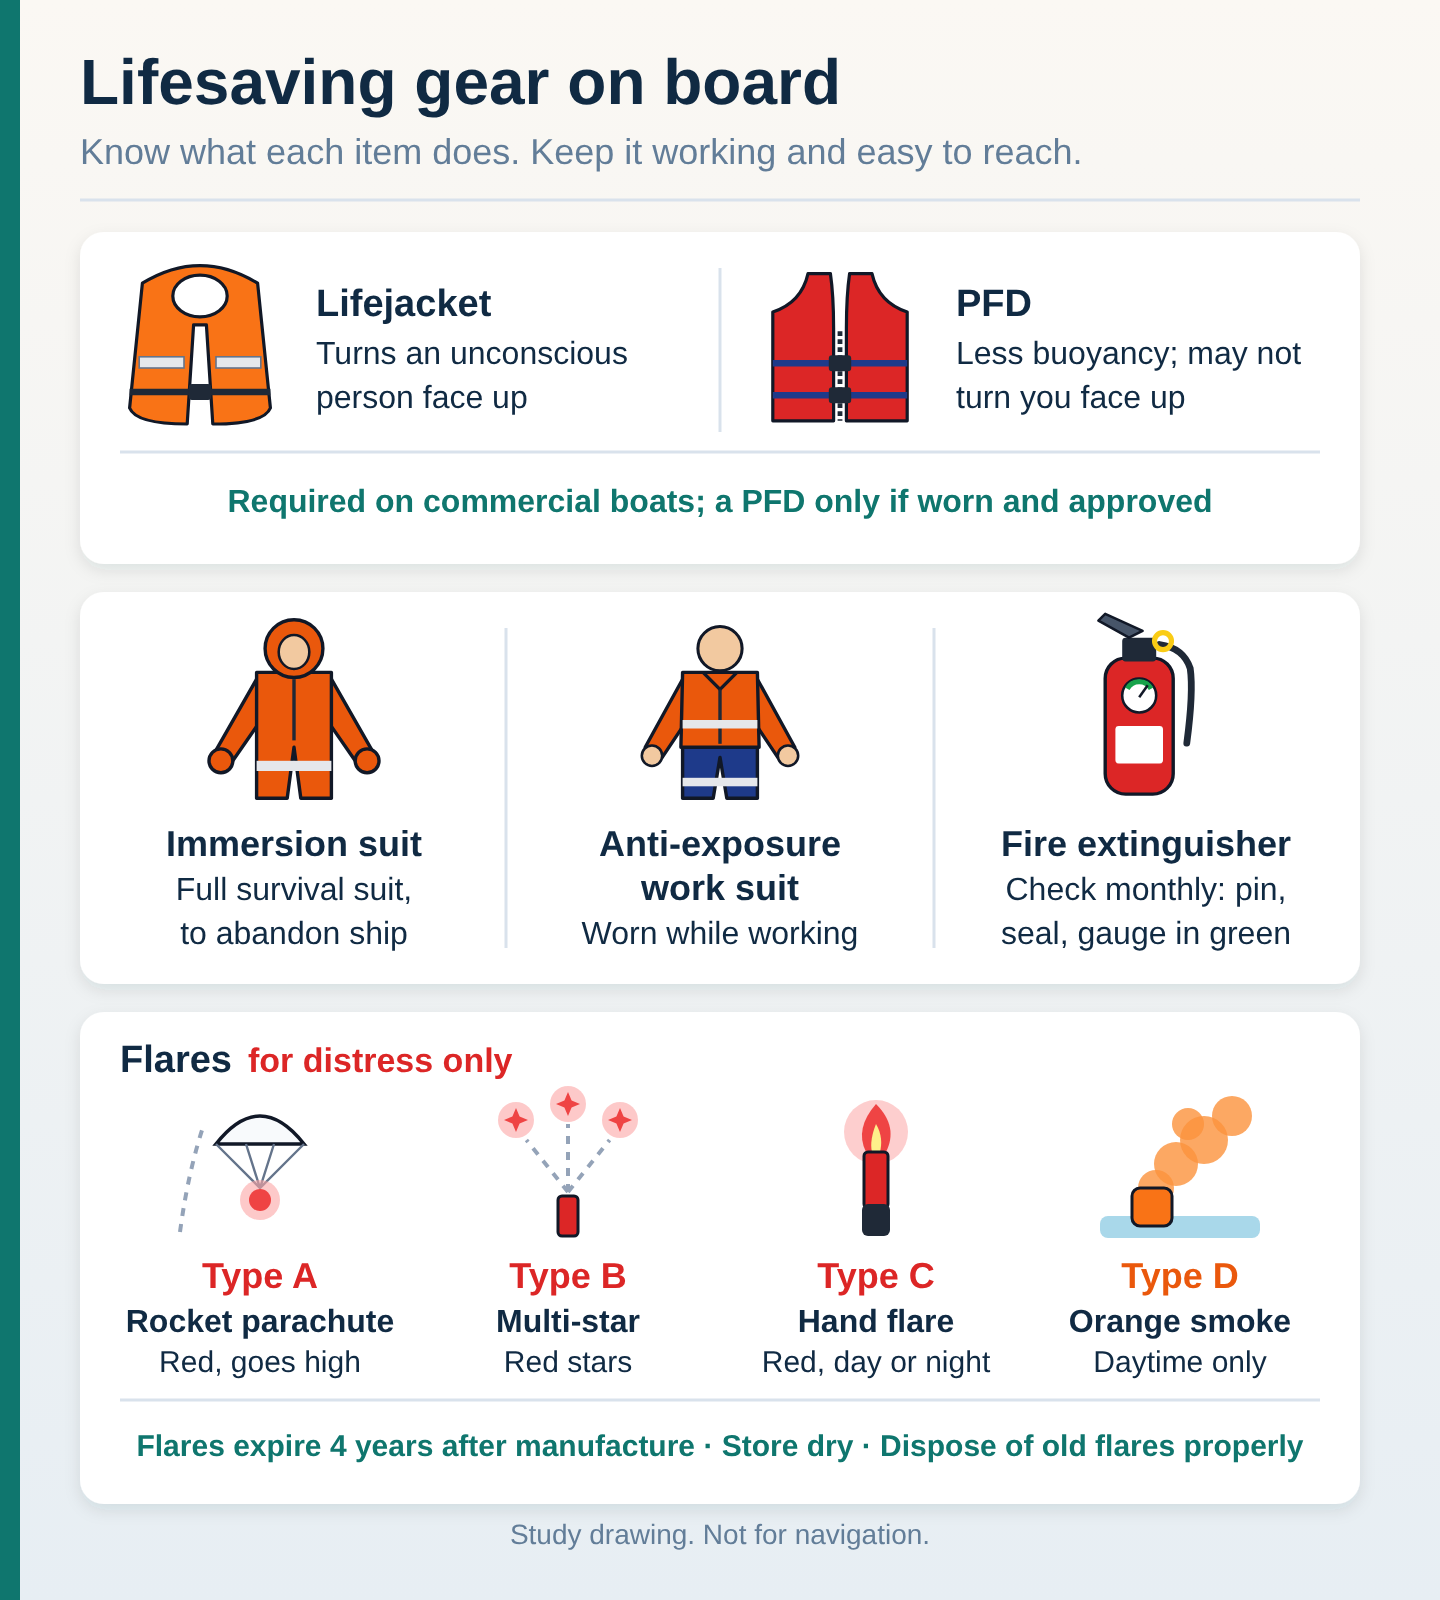 Lifesaving gear on board
Know what each item does. Keep it working and easy to reach.
Lifejacket
Turns an unconscious
person face up
PFD
Less buoyancy; may not
turn you face up
Required on commercial boats; a PFD only if worn and approved
Immersion suit
Full survival suit,
to abandon ship
Anti-exposure
work suit
Worn while working
Fire extinguisher
Check monthly: pin,
seal, gauge in green
Flares for distress only
Type A
Rocket parachute
Red, goes high
Type B
Multi-star
Red stars
Type C
Hand flare
Red, day or night
Type D
Orange smoke
Daytime only
Flares expire 4 years after manufacture · Store dry · Dispose of old flares properly
Study drawing. Not for navigation.